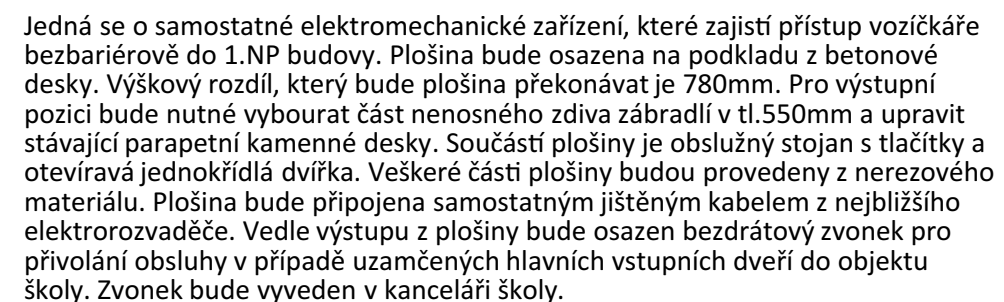 Jedná se o samostatné elektromechanické zařízení, které zajistí přístup vozíčkáře
bezbariérově do 1.NP budovy. Plošina bude osazena na podkladu z betonové
desky. Výškový rozdíl, který bude plošina překonávat je 780mm. Pro výstupní
pozici bude nutné vybourat část nenosného zdiva zábradlí v tl.550mm a upravit
stávající parapetní kamenné desky. Součástí plošiny je obslužný stojan s tlačítky a
otevíravá jednokřídlá dvířka. Veškeré části plošiny budou provedeny z nerezového
materiálu. Plošina bude připojena samostatným jištěným kabelem z nejbližšího
elektrorozvaděče. Vedle výstupu z plošiny bude osazen bezdrátový zvonek pro
přivolání obsluhy v případě uzamčených hlavních vstupních dveří do objektu
školy. Zvonek bude vyveden v kanceláři školy.